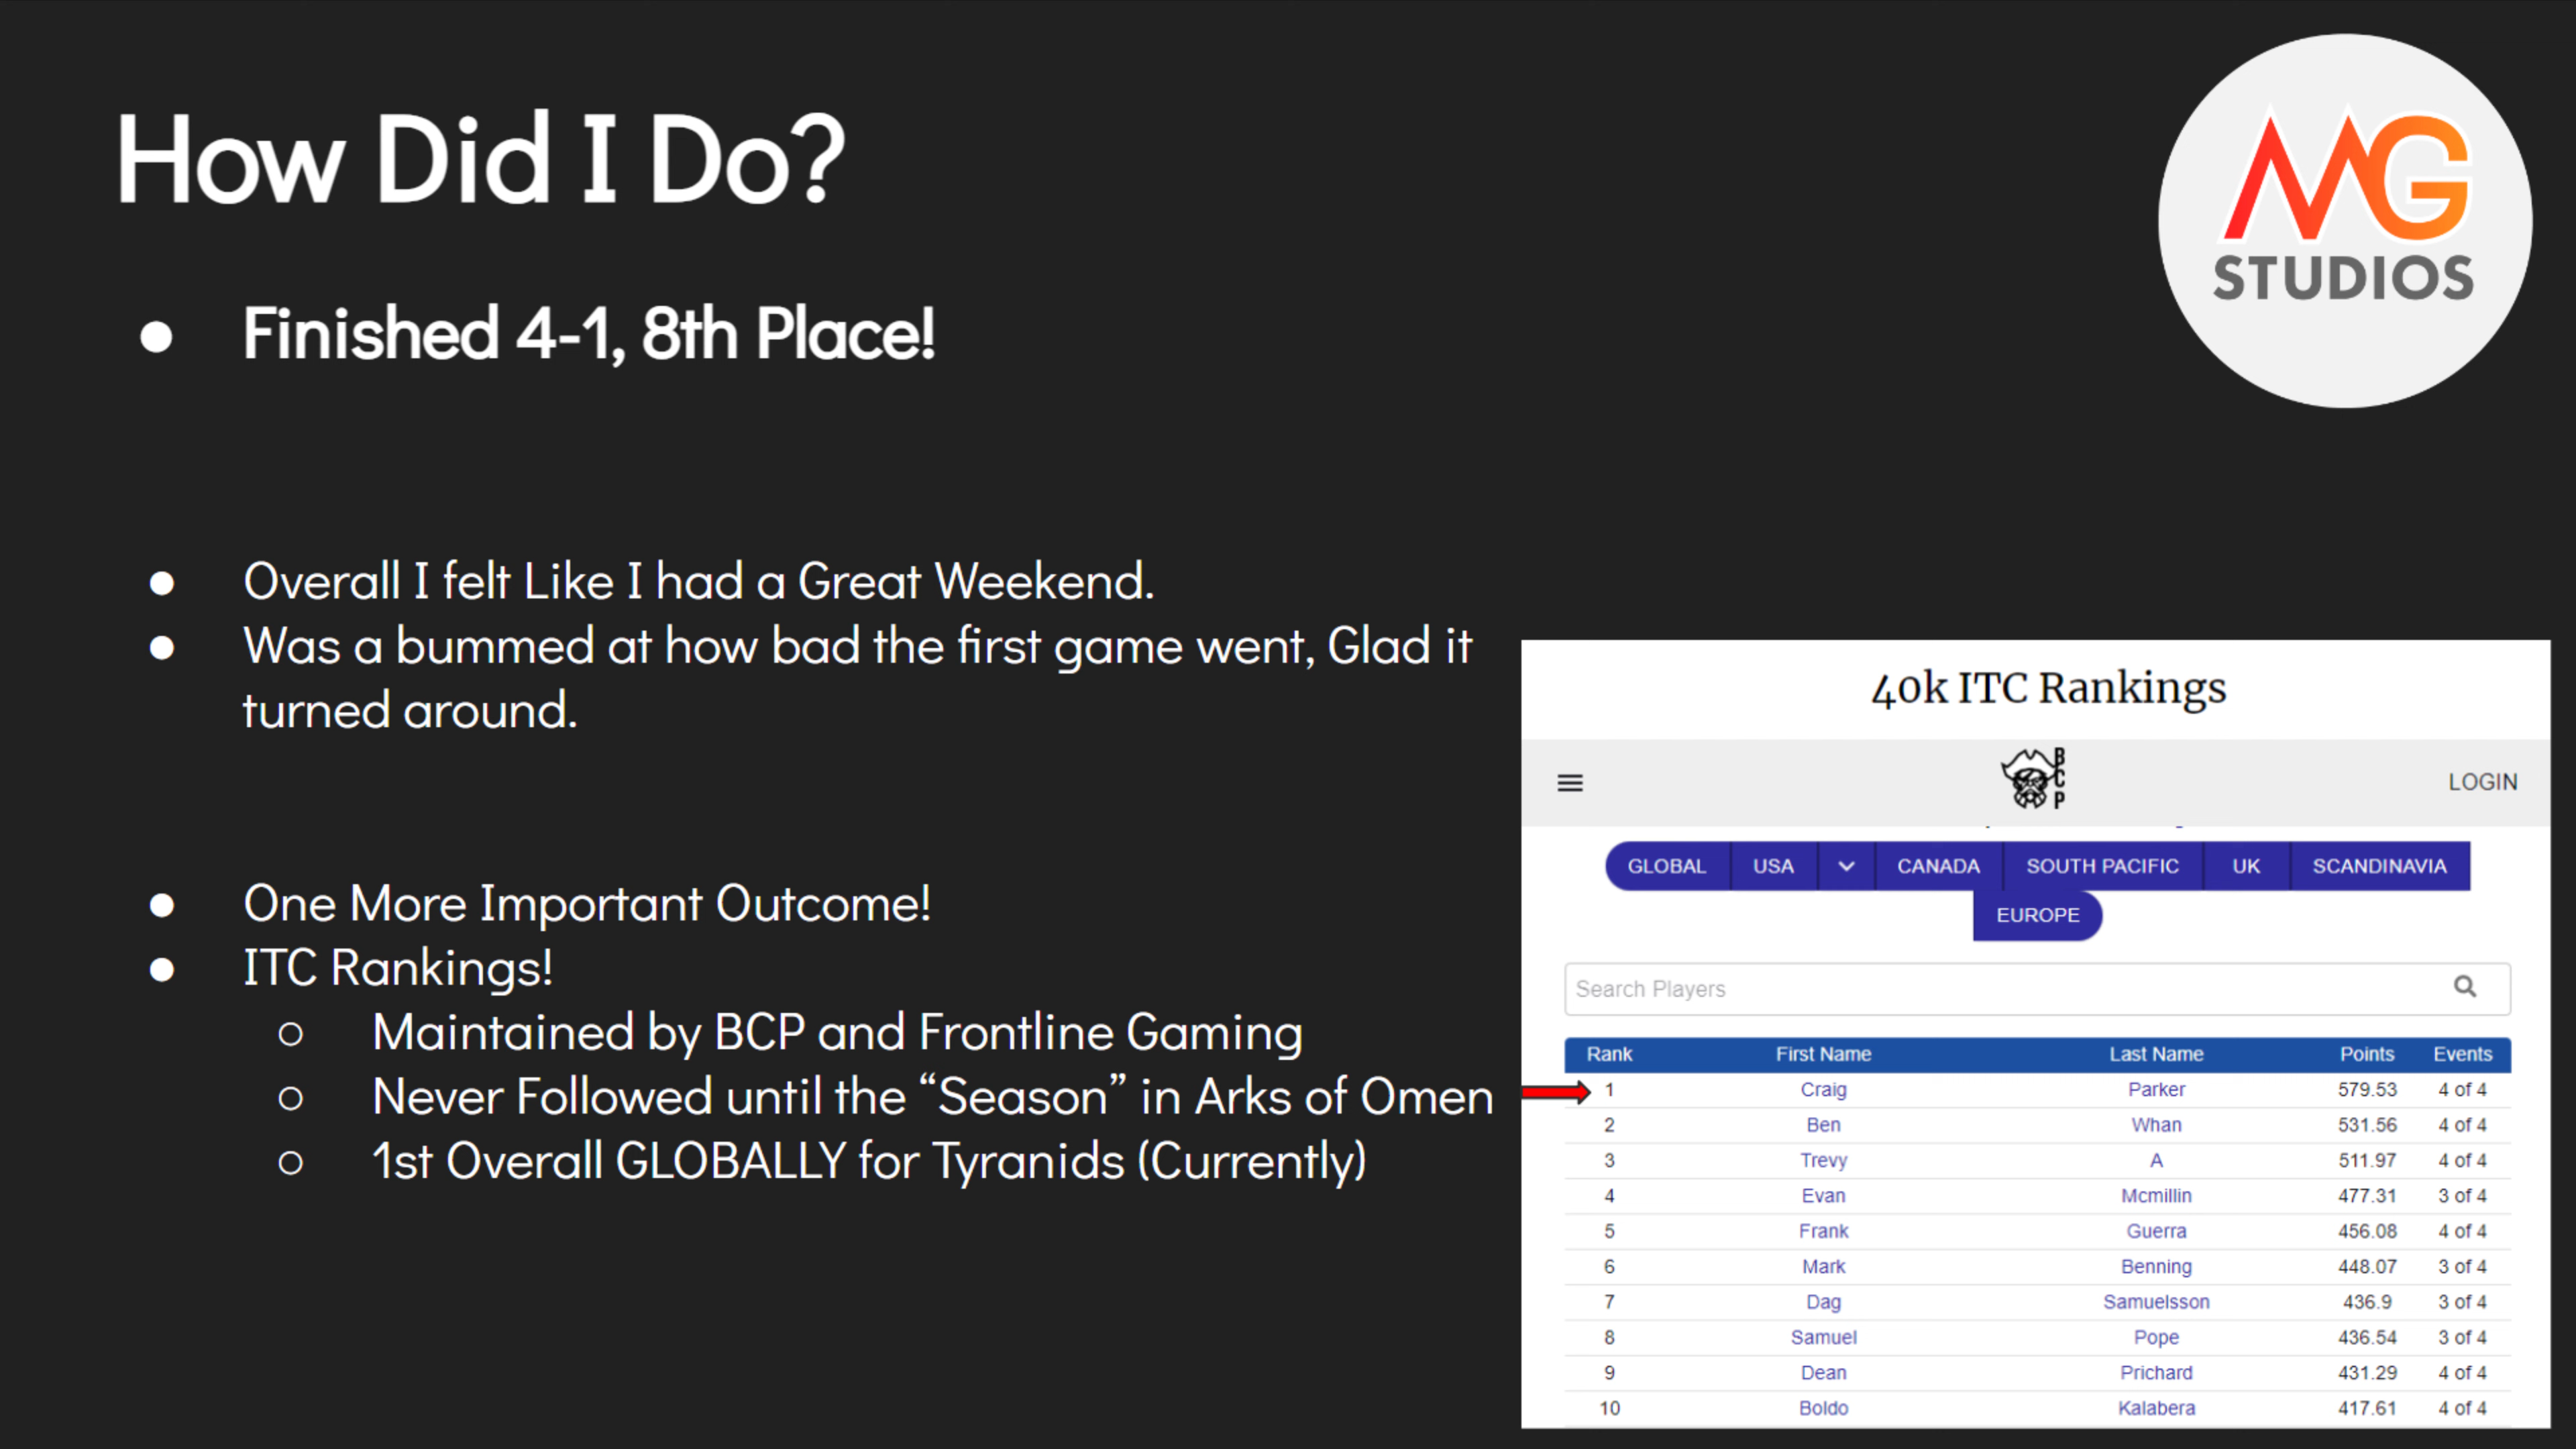 How Did I Do?
MG
STUDIOS
● Finished 4-1, 8th Place!
● Overall I felt Like I had a Great Weekend.
● Was a bummed at how bad the first game went, Glad it
turned around.
● One More Important Outcome!
● ITC Rankings!
○ Maintained by BCP and Frontline Gaming
○ Never Followed until the “Season” in Arks of Omen
○ 1st Overall GLOBALLY for Tyranids (Currently)
40k ITC Rankings
BCP
LOGIN
GLOBAL USA CANADA SOUTH PACIFIC UK SCANDINAVIA
EUROPE
Search Players
Rank First Name Last Name Points Events
1 Craig Parker 579.53 4 of 4
2 Ben Whan 531.56 4 of 4
3 Trevy A 511.97 4 of 4
4 Evan Mcmillin 477.31 3 of 4
5 Frank Guerra 456.08 4 of 4
6 Mark Benning 448.07 3 of 4
7 Dag Samuelsson 436.9 3 of 4
8 Samuel Pope 436.54 3 of 4
9 Dean Prichard 431.29 4 of 4
10 Boldo Kalabera 417.61 4 of 4